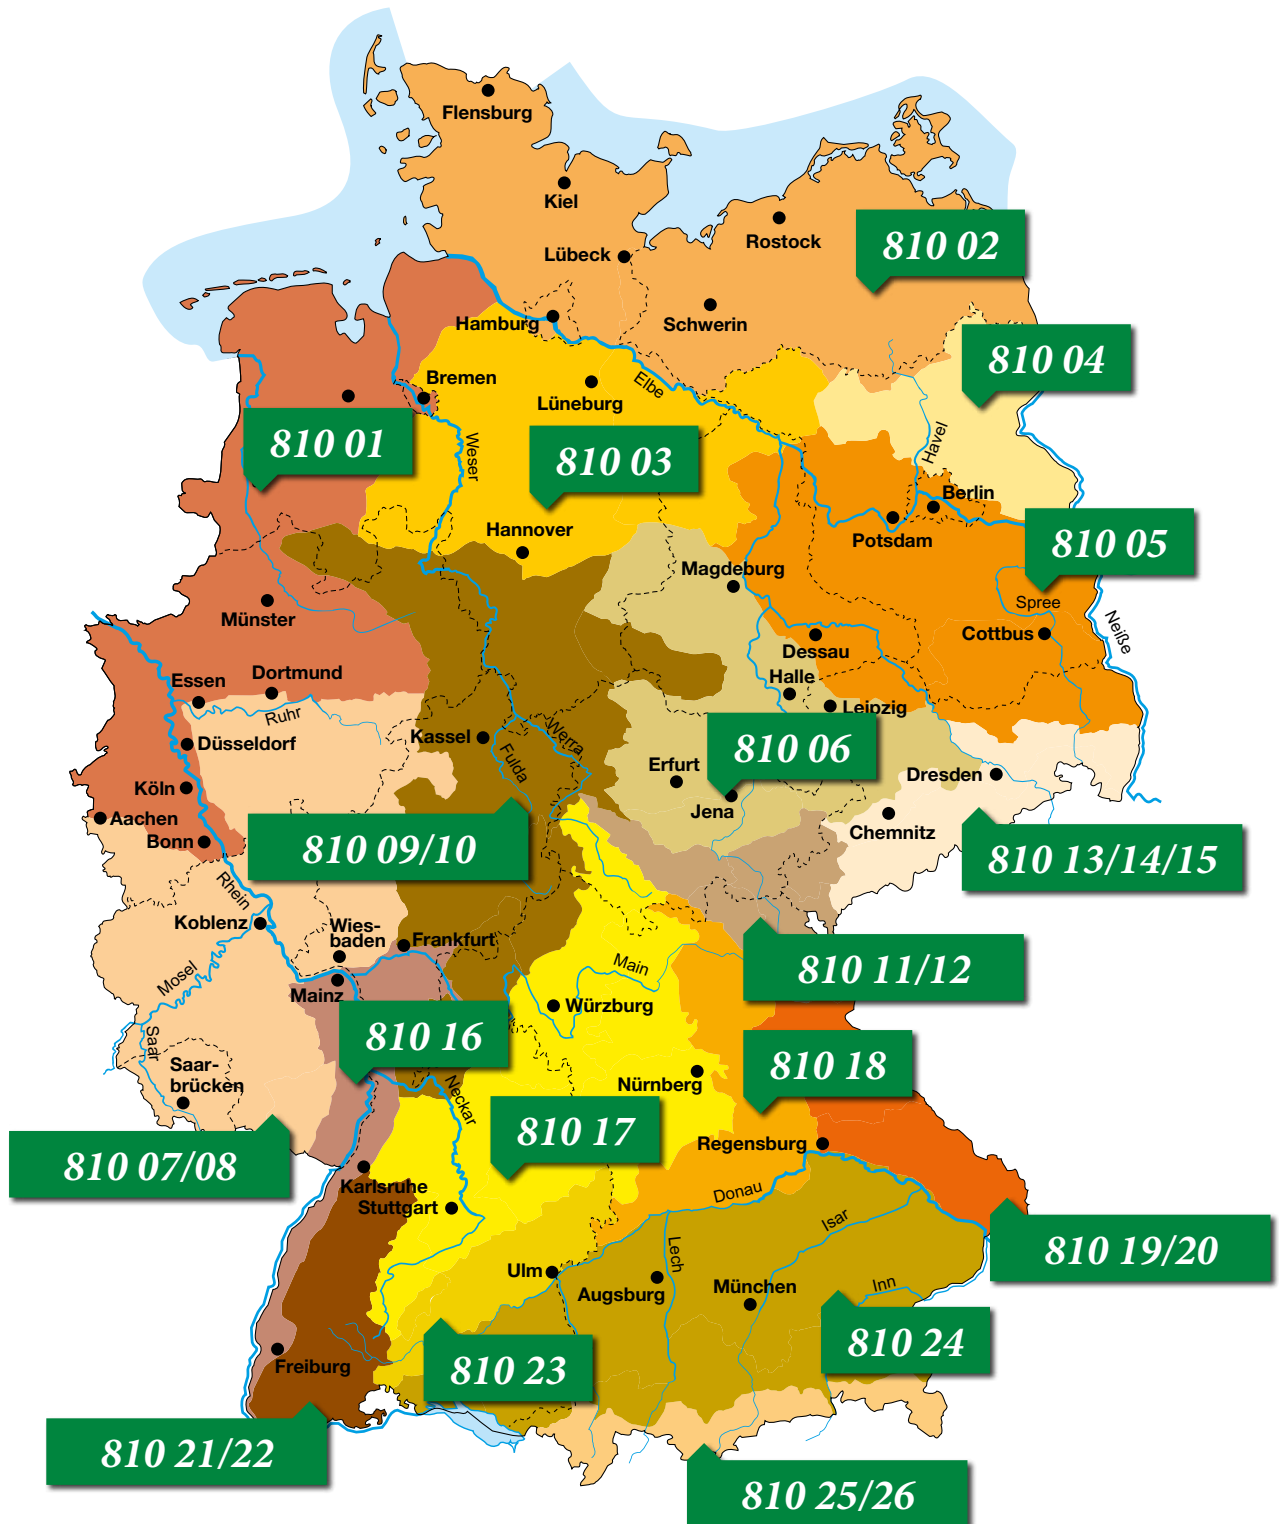 Flensburg
Kiel
Rostock
810 02
Lübeck
Schwerin
Hamburg
810 04
Bremen
Elbe
Lüneburg
810 01
Weser
810 03
Havel
Berlin
Hannover
Potsdam
810 05
Magdeburg
Spree
Münster
Cottbus
Neiße
Dessau
Essen
Dortmund
Halle
Ruhr
Leipzig
Düsseldorf
Kassel
Werra
Fulda
810 06
Erfurt
Dresden
Köln
Jena
Aachen
Chemnitz
Bonn
810 09/10
810 13/14/15
Rhein
Koblenz
Wies-
baden
Frankfurt
Mosel
Main
810 11/12
Mainz
Würzburg
Saar
810 16
810 18
Saar-
brücken
Neckar
Nürnberg
810 17
Regensburg
810 07/08
Karlsruhe
Donau
Stuttgart
Isar
Lech
810 19/20
Ulm
Augsburg
München
Inn
810 24
Freiburg
810 23
810 21/22
810 25/26